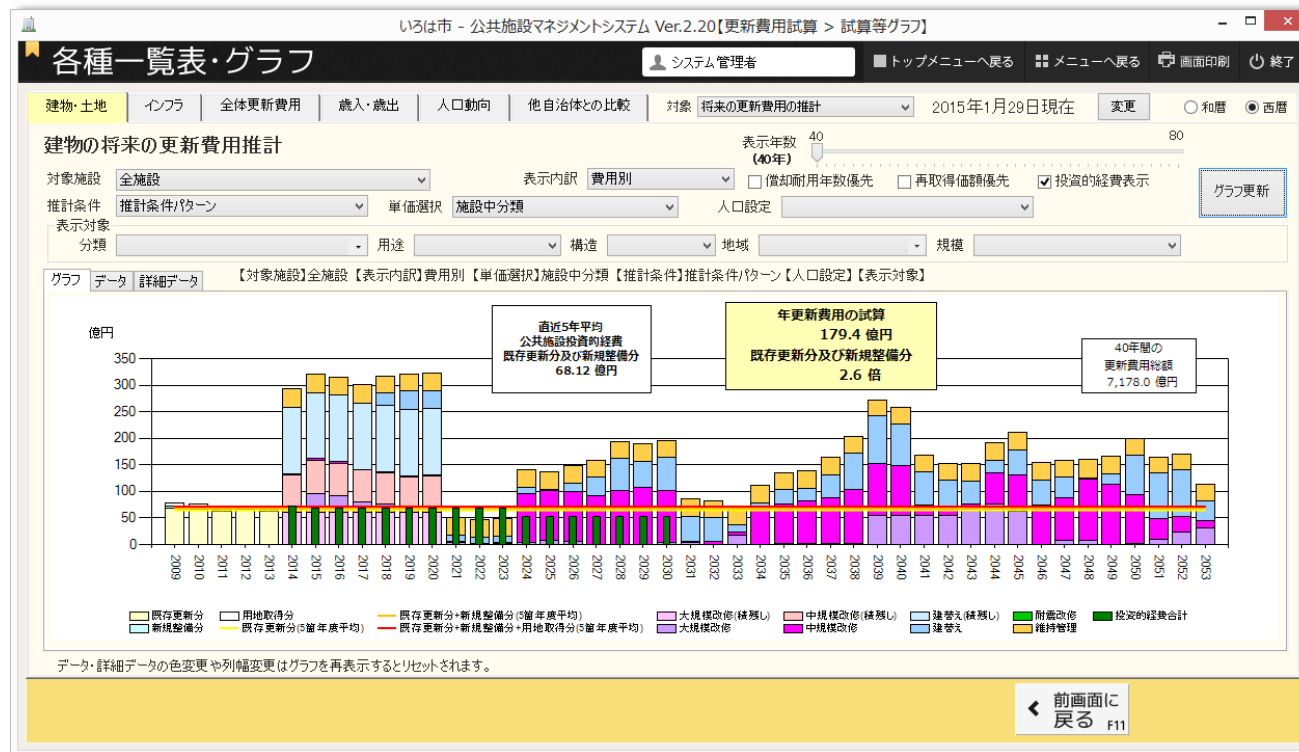 いろは市 - 公共施設マネジメントシステム Ver.2.20【更新費用試算 > 試算等グラフ】
各種一覧表・グラフ
システム管理者
トップメニューへ戻る
メニューへ戻る
画面印刷
終了
建物・土地
インフラ
全体更新費用
歳入・歳出
人口動向
他自治体との比較
対象 将来の更新費用の推計
2015年1月29日現在
変更
和暦
西暦
建物の将来の更新費用推計
表示年数
(40年)
40
80
対象施設 全施設
表示内訳 費用別
償却耐用年数優先
再取得価額優先
投資的経費表示
グラフ更新
推計条件 推計条件パターン
単価選択 施設中分類
人口設定
表示対象
分類
用途
構造
地域
規模
グラフ
データ
詳細データ
【対象施設】全施設 【表示内訳】費用別 【単価選択】施設中分類 【推計条件】推計条件パターン 【人口設定】【表示対象】
億円
直近5年平均
公共施設投資的経費
既存更新分及び新規整備分
68.12 億円
年更新費用の試算
179.4 億円
既存更新分及び新規整備分
2.6 倍
40年間の
更新費用総額
7,178.0 億円
350
300
250
200
150
100
50
0
2009
2010
2011
2012
2013
2014
2015
2016
2017
2018
2019
2020
2021
2022
2023
2024
2025
2026
2027
2028
2029
2030
2031
2032
2033
2034
2035
2036
2037
2038
2039
2040
2041
2042
2043
2044
2045
2046
2047
2048
2049
2050
2051
2052
2053
既存更新分
用地取得分
既存更新分+新規整備分(5箇年度平均)
大規模改修(積残し)
中規模改修(積残し)
建替え(積残し)
耐震改修
投資的経費合計
新規整備分
既存更新分(5箇年度平均)
既存更新分+新規整備分+用地取得分(5箇年度平均)
大規模改修
中規模改修
建替え
維持管理
データ・詳細データの色変更や列幅変更はグラフを再表示するとリセットされます。
前画面に
戻る F11